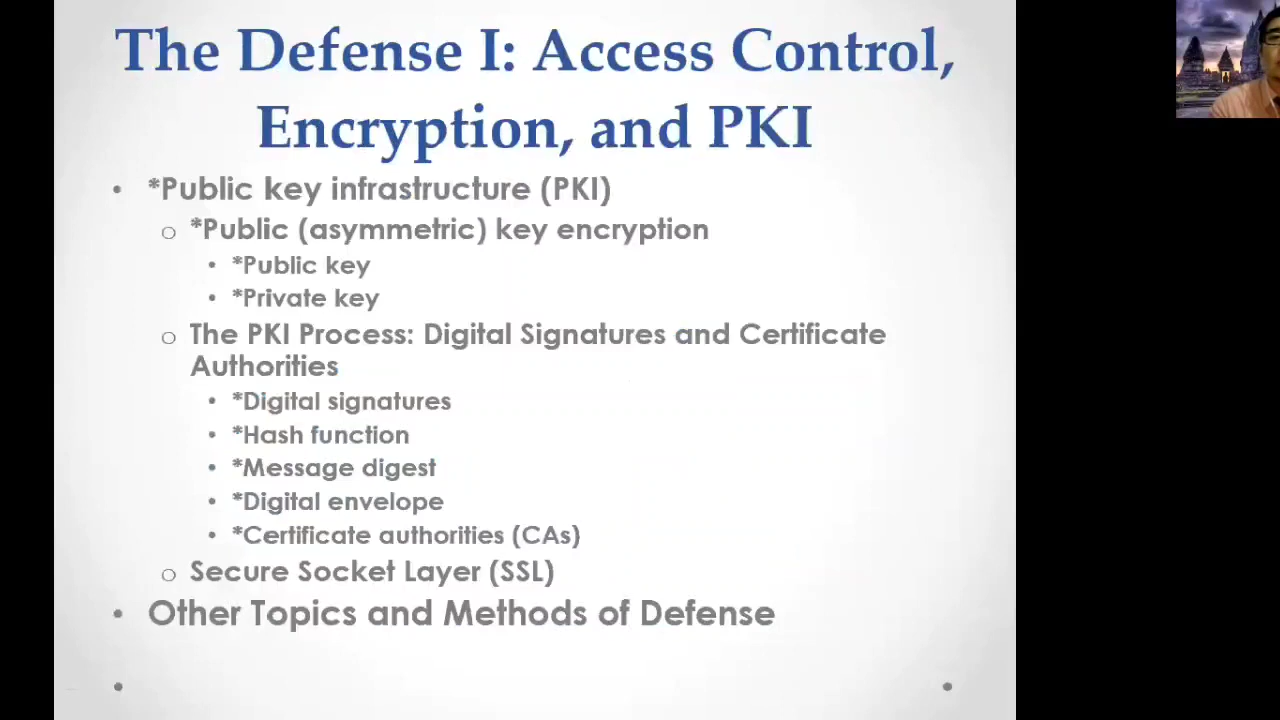 The Defense I: Access Control,
Encryption, and PKI
• *Public key infrastructure (PKI)
o *Public (asymmetric) key encryption
• *Public key
• *Private key
o The PKI Process: Digital Signatures and Certificate
Authorities
• *Digital signatures
• *Hash function
• *Message digest
• *Digital envelope
• *Certificate authorities (CAs)
o Secure Socket Layer (SSL)
• Other Topics and Methods of Defense